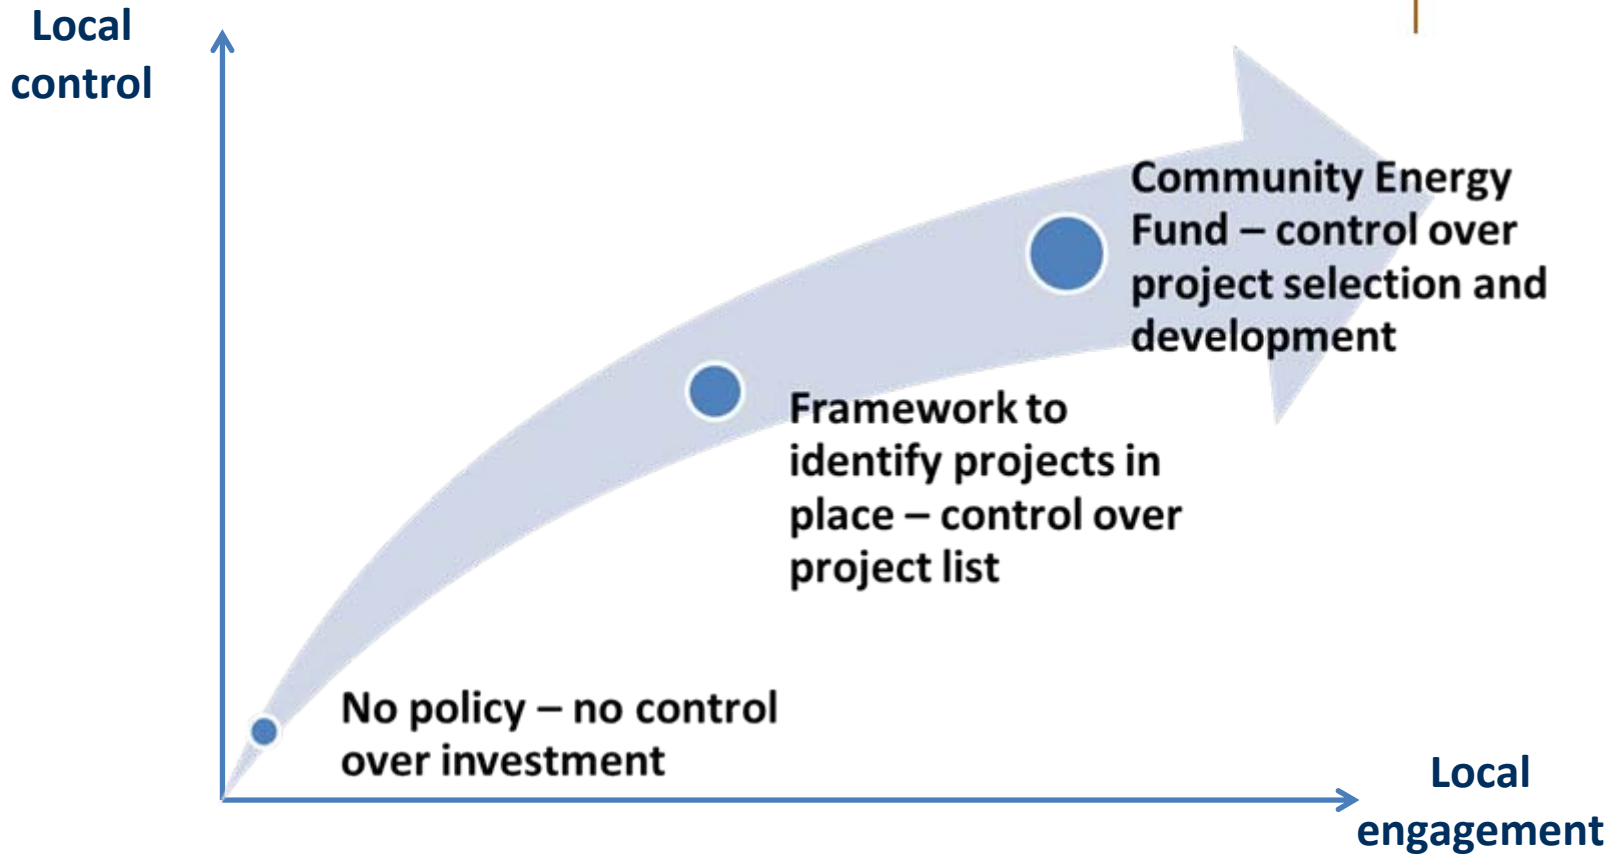 Local
control
Community Energy
Fund – control over
project selection and
development
Framework to
identify projects in
place – control over
project list
No policy – no control
over investment
Local
engagement